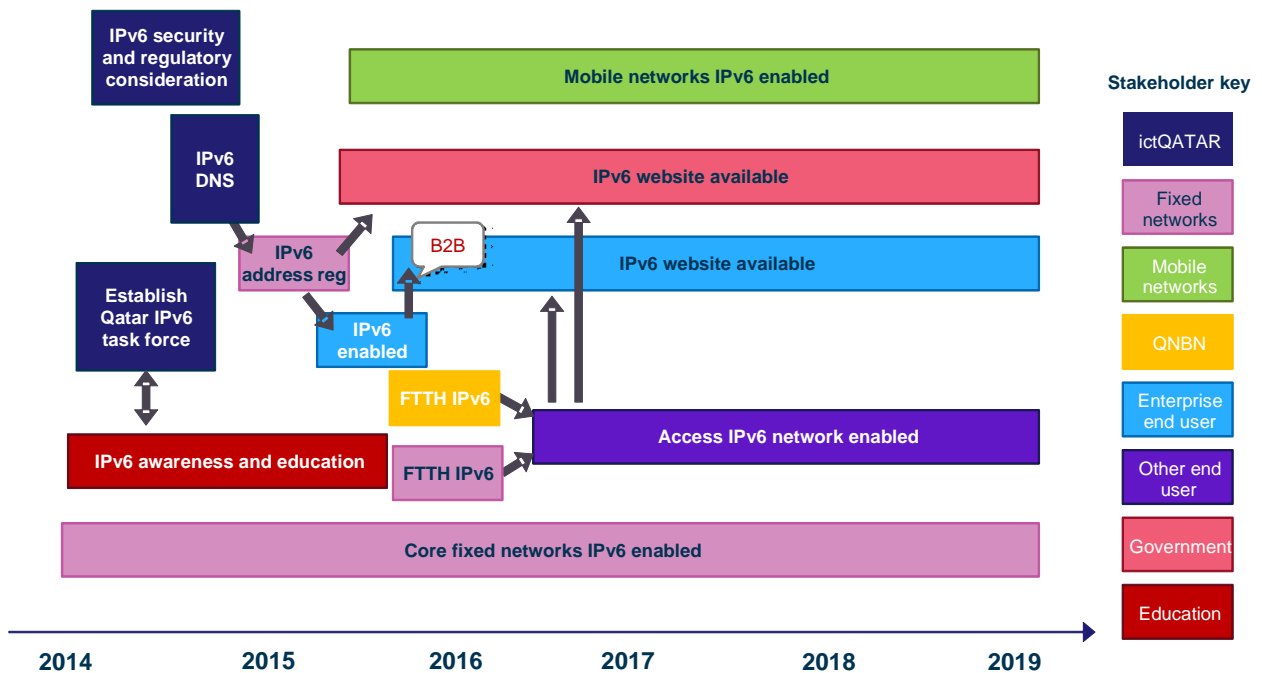 IPv6 security
and regulatory
consideration
Mobile networks IPv6 enabled
Stakeholder key
ictQATAR
IPv6
DNS
IPv6 website available
Fixed
networks
IPv6
address reg
B2B
IPv6 website available
Mobile
networks
Establish
Qatar IPv6
task force
IPv6
enabled
QNBN
FTTH IPv6
Enterprise
end user
Access IPv6 network enabled
IPv6 awareness and education
FTTH IPv6
Other end
user
Core fixed networks IPv6 enabled
Government
Education
2014
2015
2016
2017
2018
2019